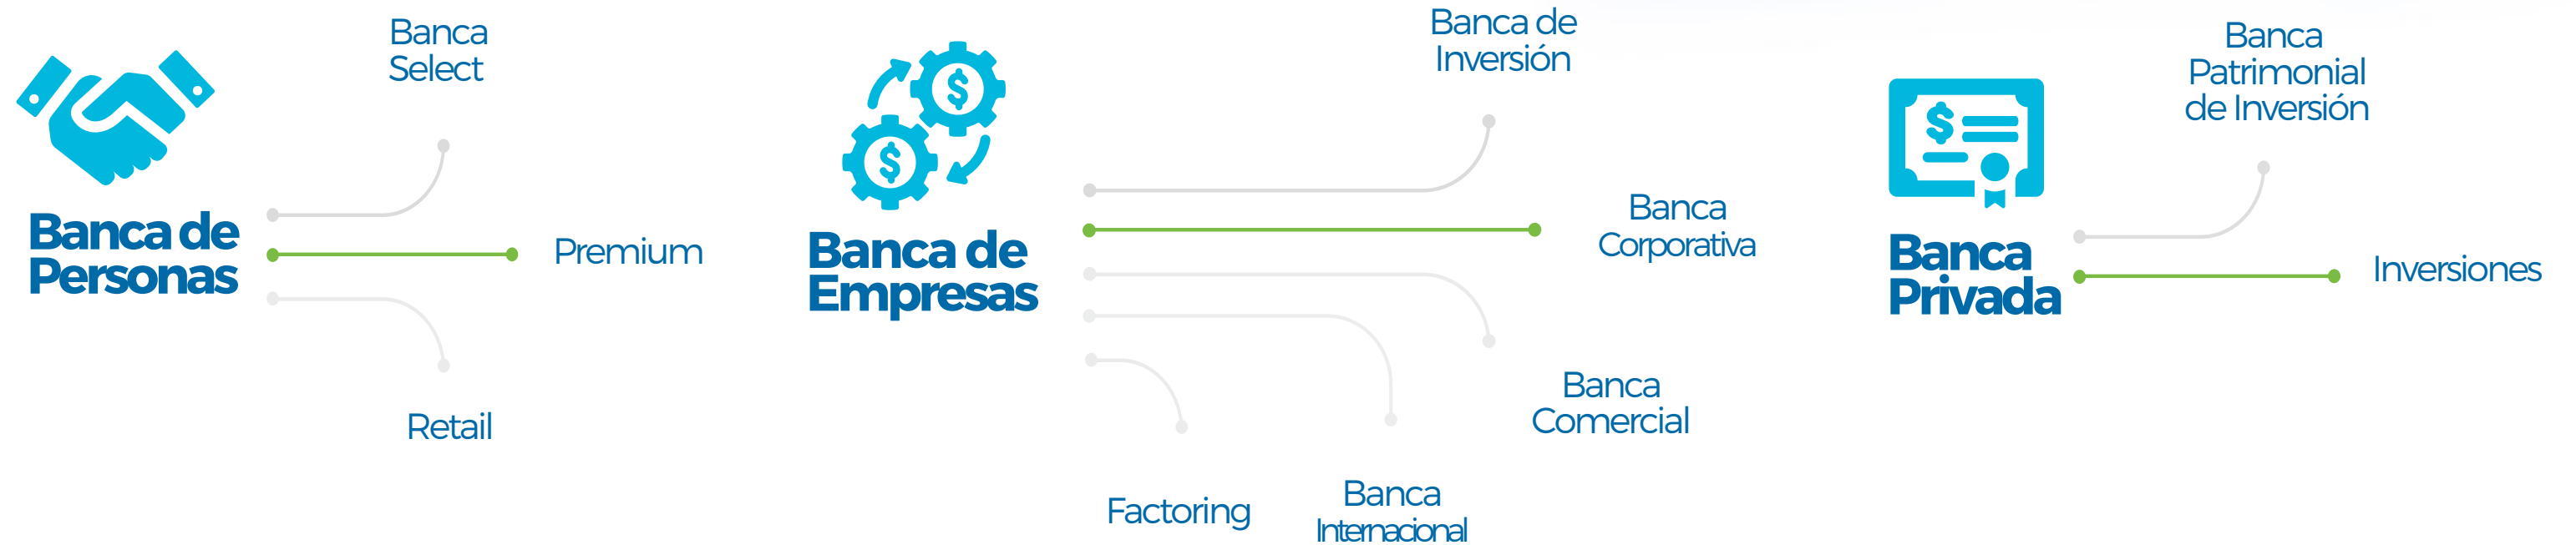 Banca de
Personas
Banca
Select
Premium
Retail
Banca de
Empresas
Banca de
Inversión
Banca
Corporativa
Banca
Comercial
Banca
Internacional
Factoring
Banca
Privada
Banca
Patrimonial
de Inversión
Inversiones